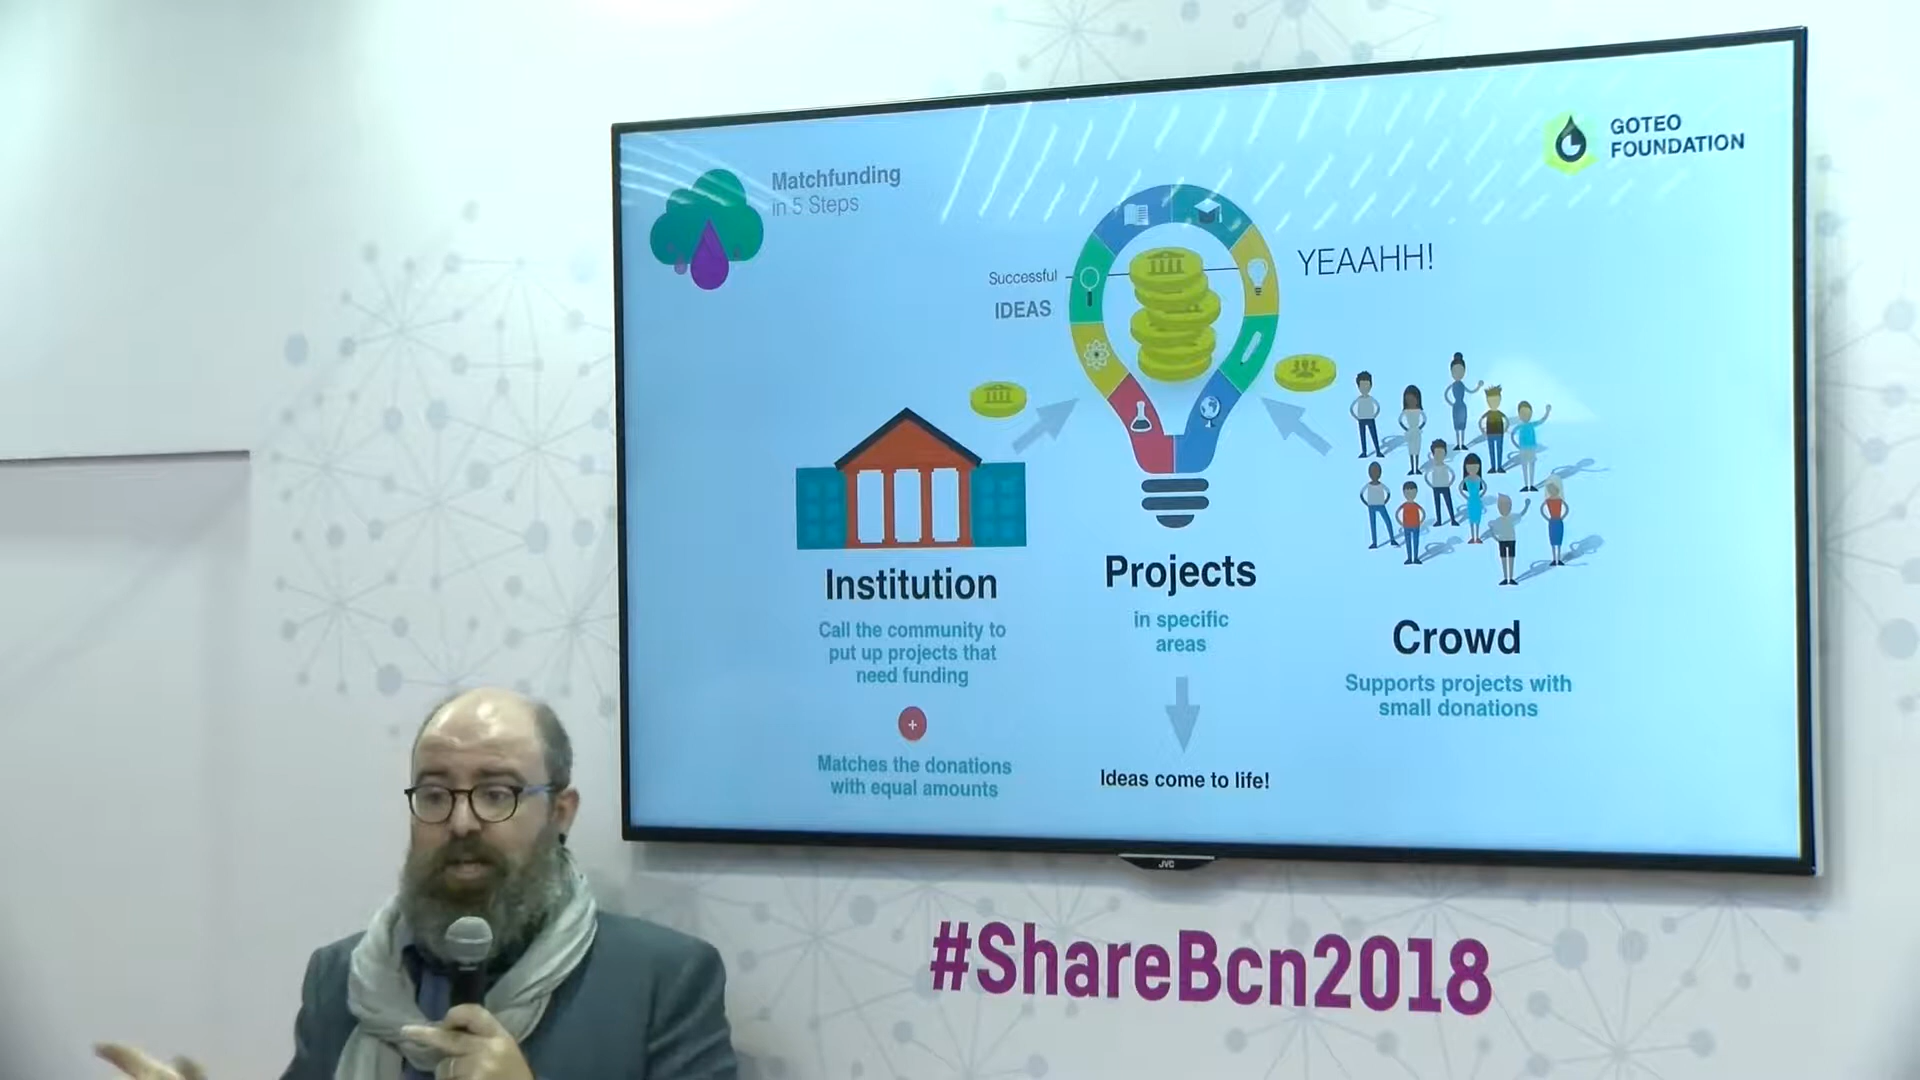 GOTEO
FOUNDATION
Matchfunding
in 5 Steps
Successful
IDEAS
YEAAHH!
Institution
Call the community to
put up projects that
need funding
+
Matches the donations
with equal amounts
Projects
in specific
areas
Ideas come to life!
Crowd
Supports projects with
small donations
JVC
#ShareBcn2018